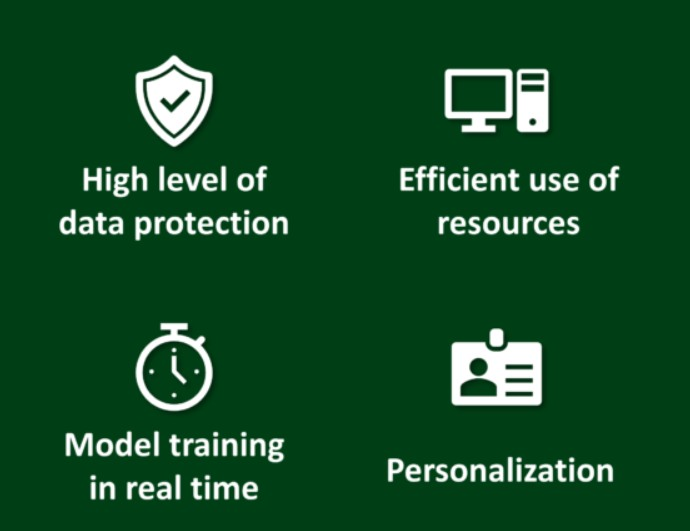 High level of
data protection
Efficient use of
resources
Model training
in real time
Personalization